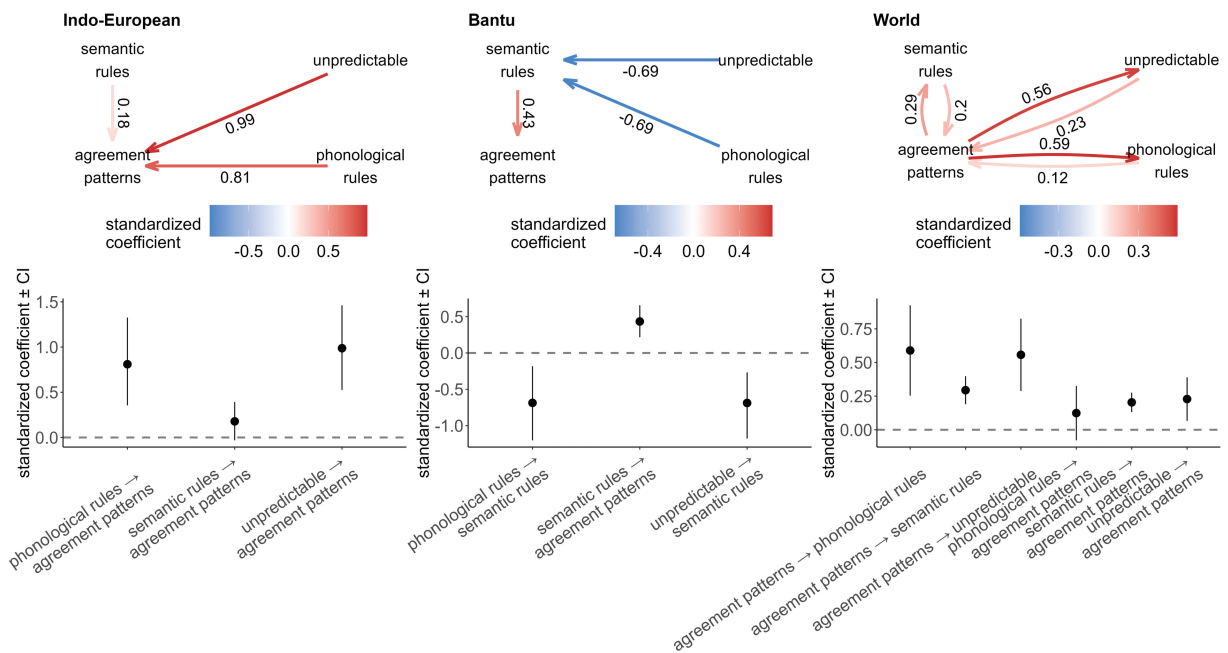 Indo-European
semantic
rules
unpredictable
0.18
0.99
agreement
patterns
phonological
rules
0.81
standardized
coefficient
-0.5
0.0
0.5
Bantu
semantic
rules
unpredictable
-0.69
0.43
-0.69
agreement
patterns
phonological
rules
standardized
coefficient
-0.4
0.0
0.4
World
semantic
rules
unpredictable
0.29
0.2
0.56
0.23
agreement
patterns
0.59
phonological
rules
0.12
standardized
coefficient
-0.3
0.0
0.3
standardized coefficient ± CI
1.5
1.0
0.5
0.0
phonological rules →
agreement patterns
semantic rules →
agreement patterns
unpredictable →
agreement patterns
standardized coefficient ± CI
0.5
0.0
-0.5
-1.0
phonological rules →
semantic rules
semantic rules →
agreement patterns
unpredictable →
semantic rules
standardized coefficient ± CI
0.75
0.50
0.25
0.00
agreement patterns → phonological rules
agreement patterns → semantic rules
agreement patterns → unpredictable
phonological rules →
agreement patterns
semantic rules →
agreement patterns
unpredictable →
agreement patterns